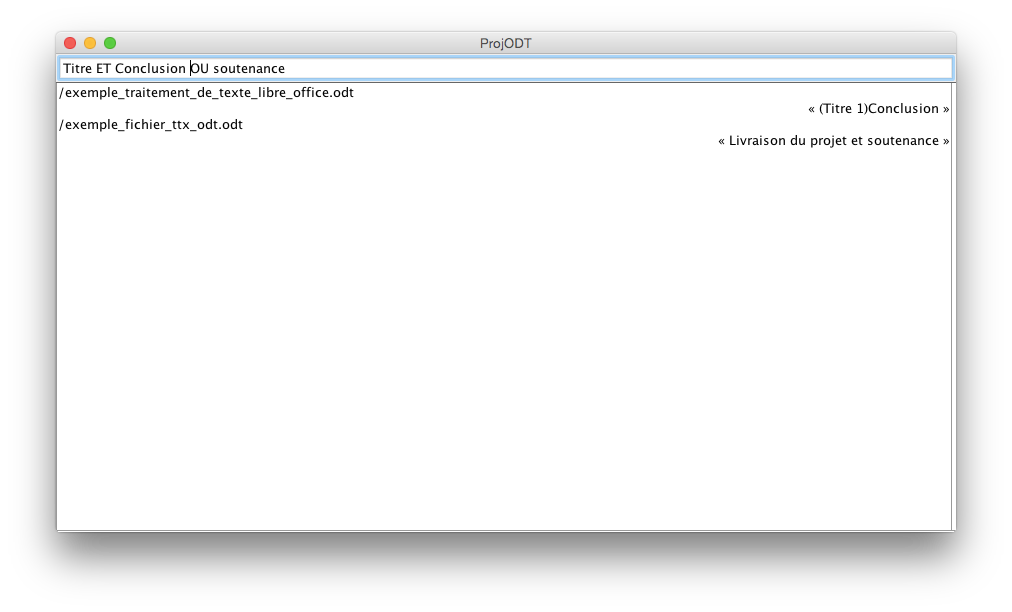 ProjODT
Titre ET Conclusion OU soutenance
/exemple_traitement_de_texte_libre_office.odt
« (Titre 1)Conclusion »
/exemple_fichier_ttx_odt.odt
« Livraison du projet et soutenance »